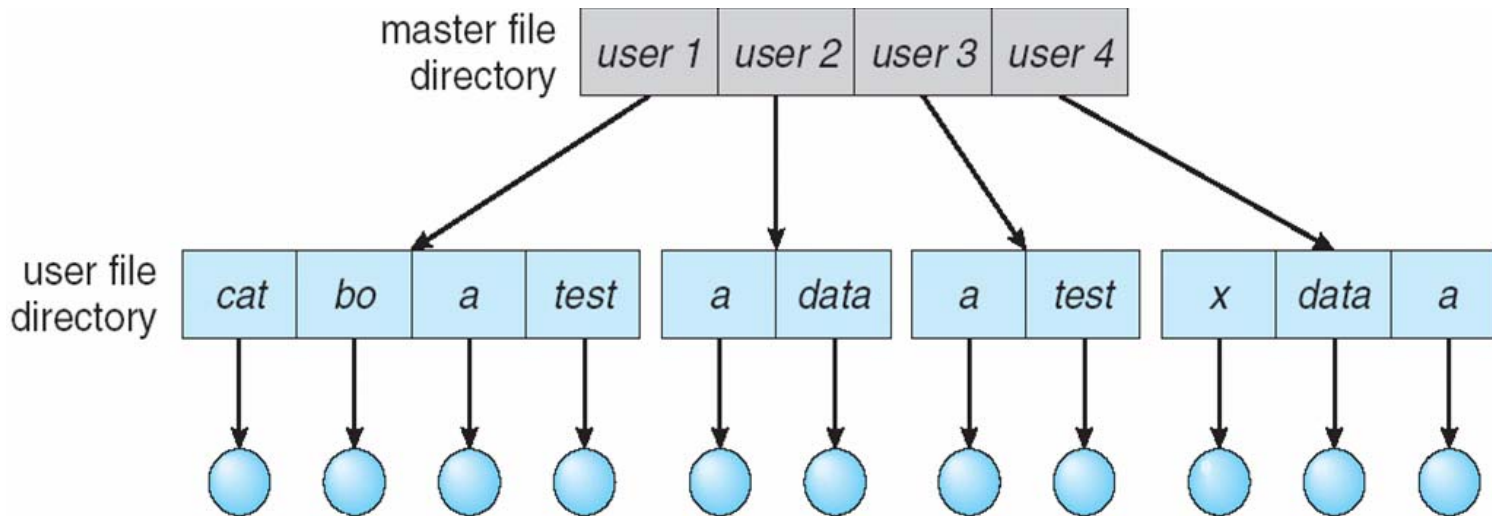 master file
directory
user 1 user 2 user 3 user 4
user file
directory
cat bo a test a data a test x data a